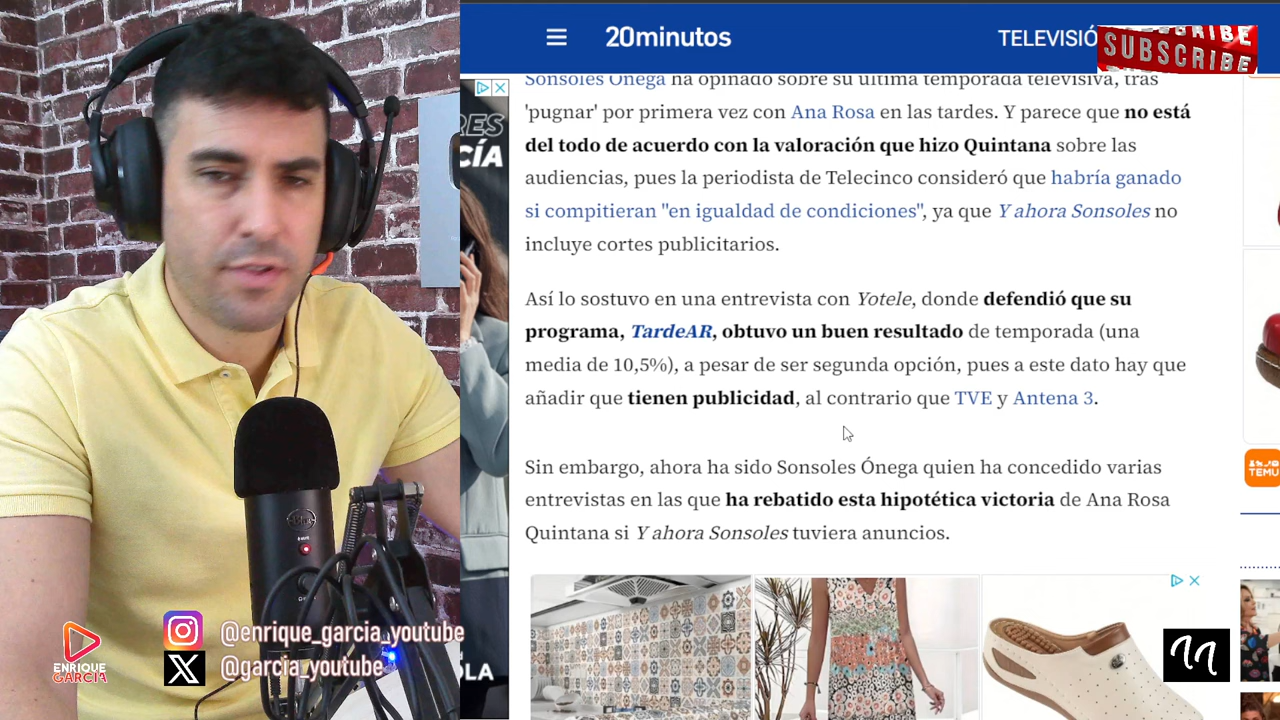 20minutos
TELEVISIÓ
SUBSCRIBE
SUBSCRIBE
Sonsoles Ónega ha opinado sobre su última temporada televisiva, tras
'pugnar' por primera vez con Ana Rosa en las tardes. Y parece que no está
del todo de acuerdo con la valoración que hizo Quintana sobre las
audiencias, pues la periodista de Telecinco consideró que habría ganado
si compitieran "en igualdad de condiciones", ya que Y ahora Sonsoles no
incluye cortes publicitarios.
Así lo sostuvo en una entrevista con Yotele, donde defendió que su
programa, TardeAR, obtuvo un buen resultado de temporada (una
media de 10,5%), a pesar de ser segunda opción, pues a este dato hay que
añadir que tienen publicidad, al contrario que TVE y Antena 3.
Sin embargo, ahora ha sido Sonsoles Ónega quien ha concedido varias
entrevistas en las que ha rebatido esta hipotética victoria de Ana Rosa
Quintana si Y ahora Sonsoles tuviera anuncios.
RES
CÍA
OLA
TEMU
blue
ENRIQUE
GARCIA
@enrique_garcia_youtube
@garcia_youtube